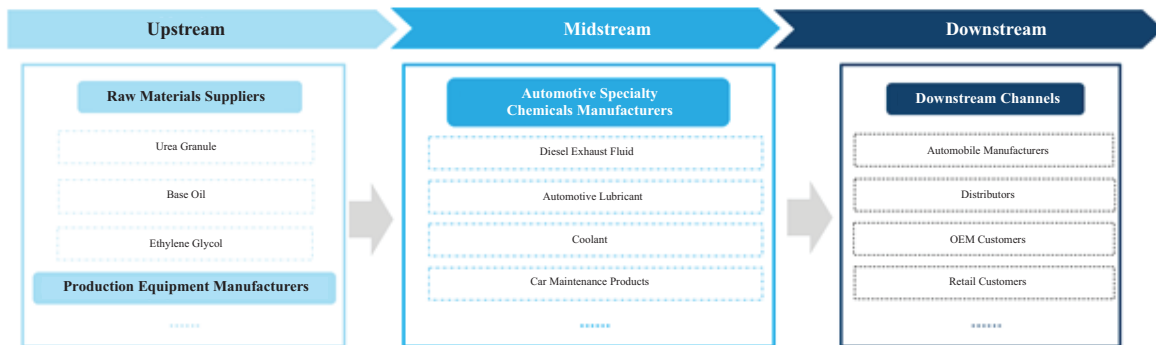 Upstream
Midstream
Downstream
Raw Materials Suppliers
Urea Granule
Base Oil
Ethylene Glycol
Production Equipment Manufacturers
......
Automotive Specialty
Chemicals Manufacturers
Diesel Exhaust Fluid
Automotive Lubricant
Coolant
Car Maintenance Products
......
Downstream Channels
Automobile Manufacturers
Distributors
OEM Customers
Retail Customers
......